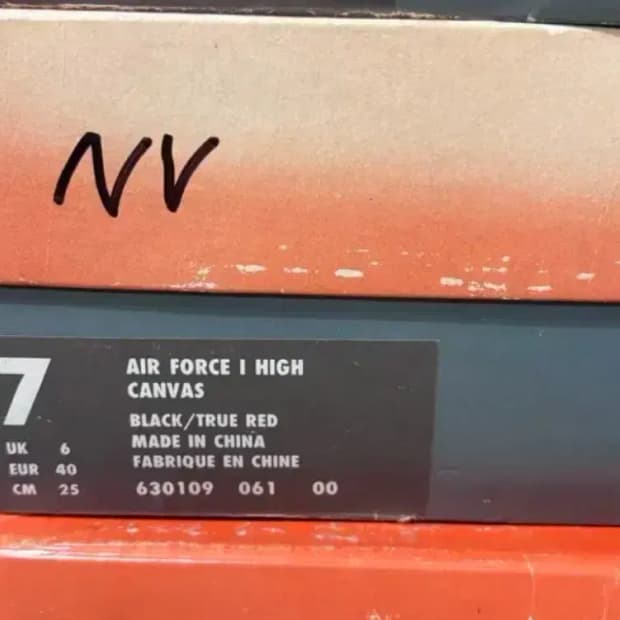 NV
7
AIR FORCE I HIGH
CANVAS
BLACK/TRUE RED
MADE IN CHINA
FABRIQUE EN CHINE
UK 6
EUR 40
CM 25
630109 061 00